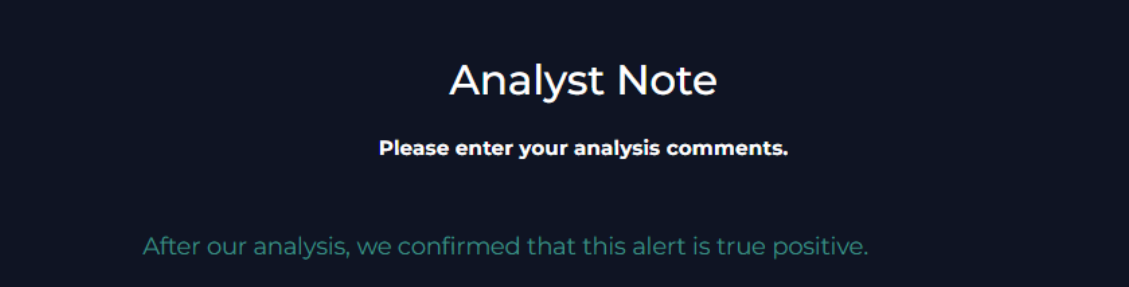 Analyst Note
Please enter your analysis comments.
After our analysis, we confirmed that this alert is true positive.